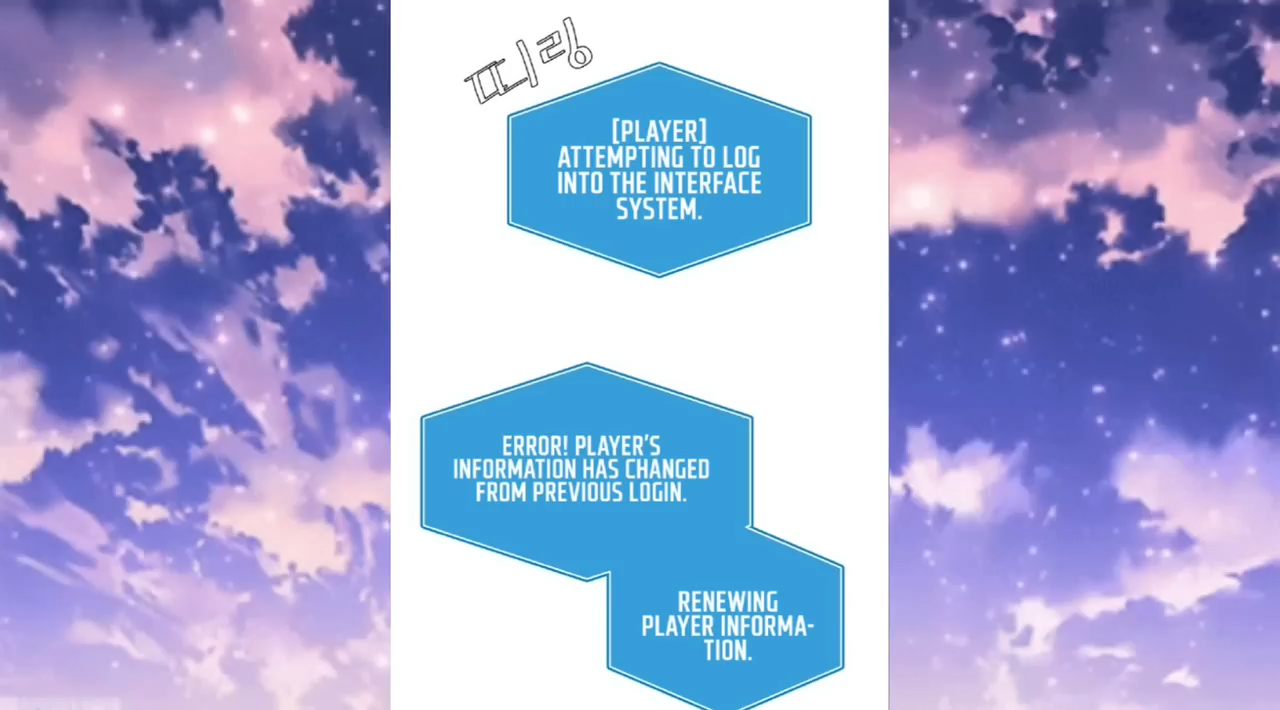 띠링
[PLAYER]
ATTEMPTING TO LOG
INTO THE INTERFACE
SYSTEM.
ERROR! PLAYER'S
INFORMATION HAS CHANGED
FROM PREVIOUS LOGIN.
RENEWING
PLAYER INFORMA-
TION.